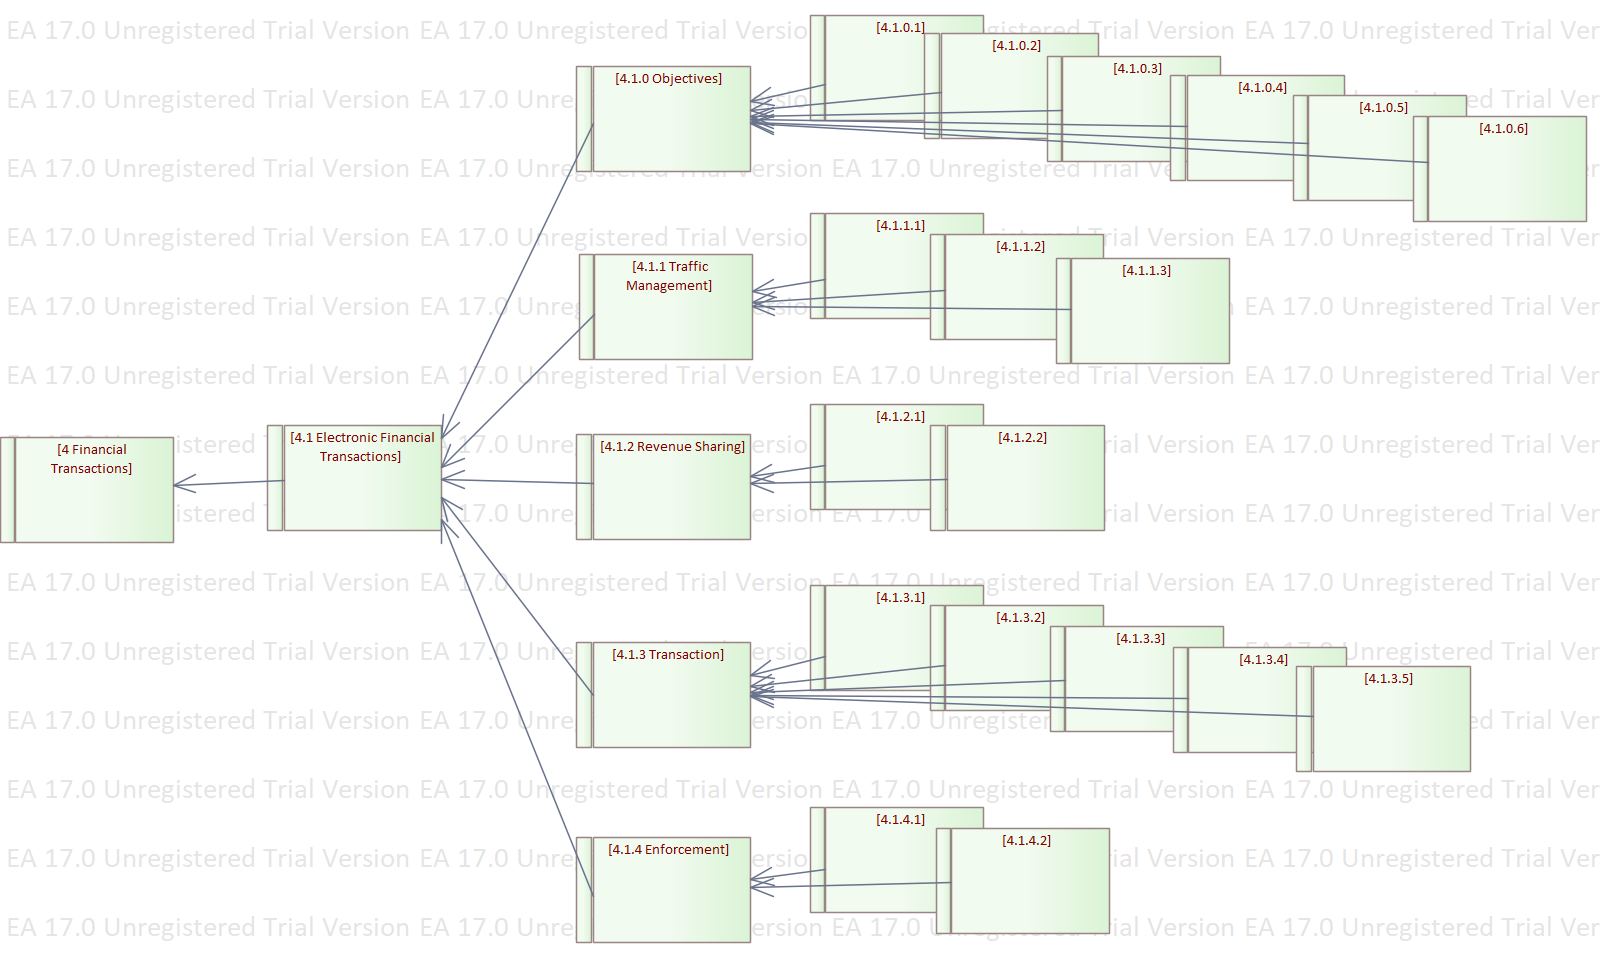 EA 17.0 Unregistered Trial Version EA 17.0 Unregistered Trial Version EA 17.0 Unregistered Trial Version EA 17.0 Unregistered Trial Ver
[4.1.0.1]
[4.1.0.2]
[4.1.0.3]
[4.1.0.4]
[4.1.0.5]
[4.1.0.6]
[4.1.0 Objectives]
[4.1.1.1]
[4.1.1.2]
[4.1.1.3]
[4.1.1 Traffic
Management]
[4.1.2.1]
[4.1.2.2]
[4 Financial
Transactions]
[4.1 Electronic Financial
Transactions]
[4.1.2 Revenue Sharing]
[4.1.3.1]
[4.1.3.2]
[4.1.3.3]
[4.1.3.4]
[4.1.3.5]
[4.1.3 Transaction]
[4.1.4.1]
[4.1.4.2]
[4.1.4 Enforcement]